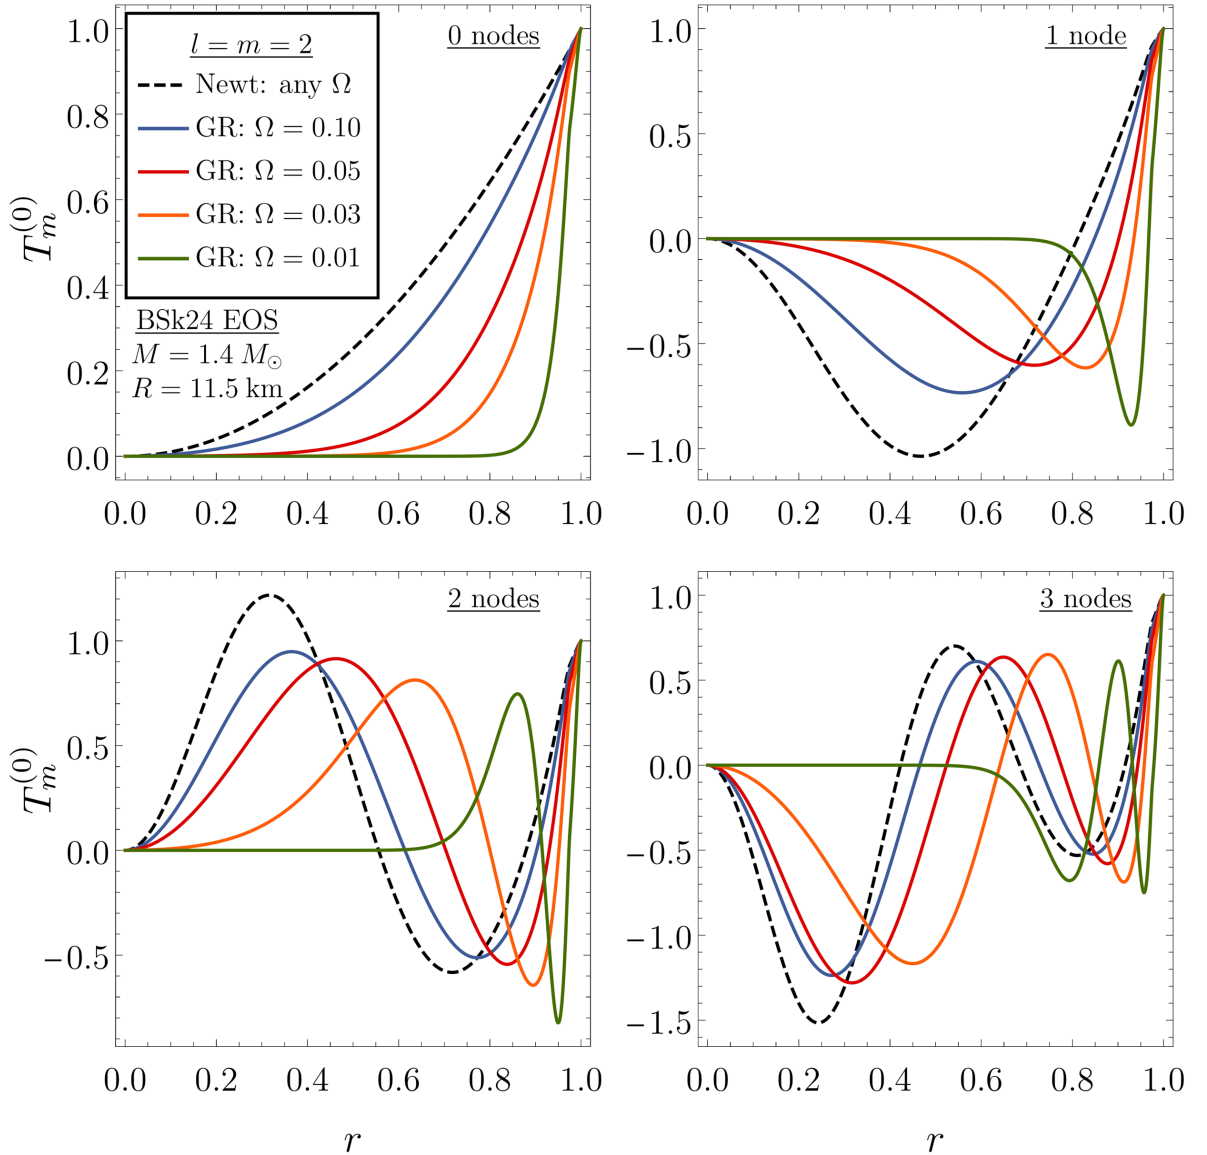 0 nodes
l = m = 2
Newt: any Ω
GR: Ω = 0.10
GR: Ω = 0.05
GR: Ω = 0.03
GR: Ω = 0.01
BSk24 EOS
M = 1.4 M⊙
R = 11.5 km
T_m^(0)
1.0
0.8
0.6
0.4
0.2
0.0
0.0 0.2 0.4 0.6 0.8 1.0
1 node
1.0
0.5
0.0
−0.5
−1.0
0.0 0.2 0.4 0.6 0.8 1.0
2 nodes
T_m^(0)
1.0
0.5
0.0
−0.5
0.0 0.2 0.4 0.6 0.8 1.0
r
3 nodes
1.0
0.5
0.0
−0.5
−1.0
−1.5
0.0 0.2 0.4 0.6 0.8 1.0
r